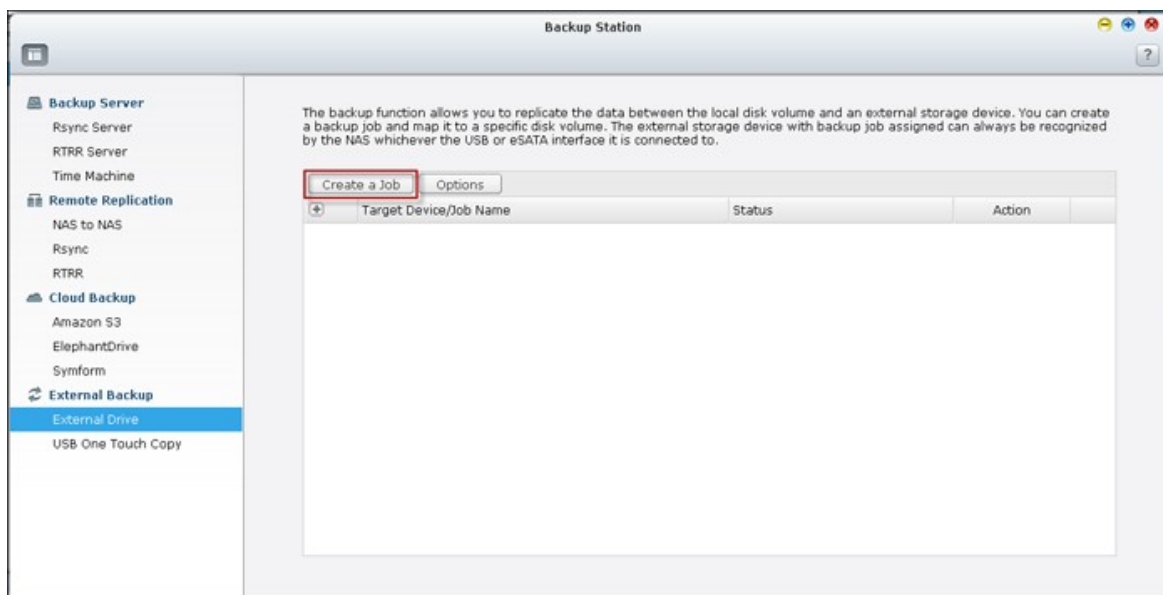 Backup Station
?
Backup Server
Rsync Server
RTRR Server
Time Machine
Remote Replication
NAS to NAS
Rsync
RTRR
Cloud Backup
Amazon S3
ElephantDrive
Symform
External Backup
External Drive
USB One Touch Copy
The backup function allows you to replicate the data between the local disk volume and an external storage device. You can create
a backup job and map it to a specific disk volume. The external storage device with backup job assigned can always be recognized
by the NAS whichever the USB or eSATA interface it is connected to.
Create a Job Options
Target Device/Job Name Status Action